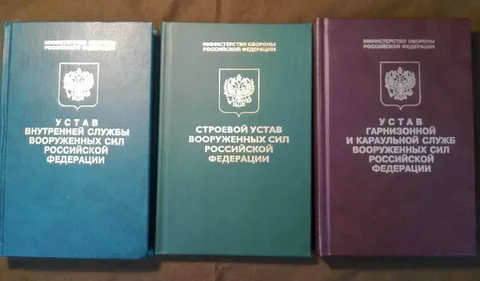 МИНИСТЕРСТВО ОБОРОНЫ
РОССИЙСКОЙ ФЕДЕРАЦИИ
УСТАВ
ВНУТРЕННЕЙ СЛУЖБЫ
ВООРУЖЕННЫХ СИЛ
РОССИЙСКОЙ
ФЕДЕРАЦИИ
МИНИСТЕРСТВО ОБОРОНЫ
РОССИЙСКОЙ ФЕДЕРАЦИИ
СТРОЕВОЙ УСТАВ
ВООРУЖЕННЫХ СИЛ
РОССИЙСКОЙ
ФЕДЕРАЦИИ
МИНИСТЕРСТВО ОБОРОНЫ
РОССИЙСКОЙ ФЕДЕРАЦИИ
УСТАВ
ГАРНИЗОННОЙ
И КАРАУЛЬНОЙ СЛУЖБ
ВООРУЖЕННЫХ СИЛ
РОССИЙСКОЙ
ФЕДЕРАЦИИ